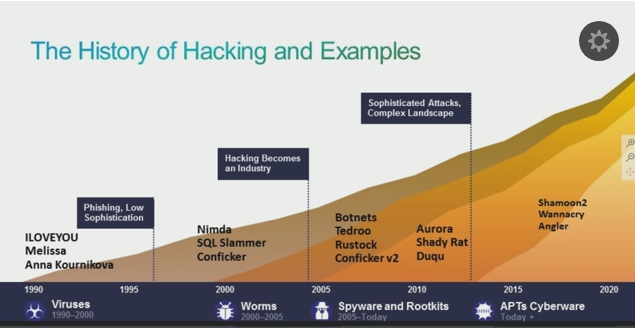 The History of Hacking and Examples
Sophisticated Attacks,
Complex Landscape
Hacking Becomes
an Industry
Phishing, Low
Sophistication
ILOVEYOU
Melissa
Anna Kournikova
Nimda
SQL Slammer
Conficker
Botnets
Tedroo
Rustock
Conficker v2
Aurora
Shady Rat
Duqu
Shamoon2
Wannacry
Angler
1990
1995
2000
2005
2010
2015
2020
Viruses
1990–2000
Worms
2000–2005
Spyware and Rootkits
2005–Today
APTs Cyberware
Today +